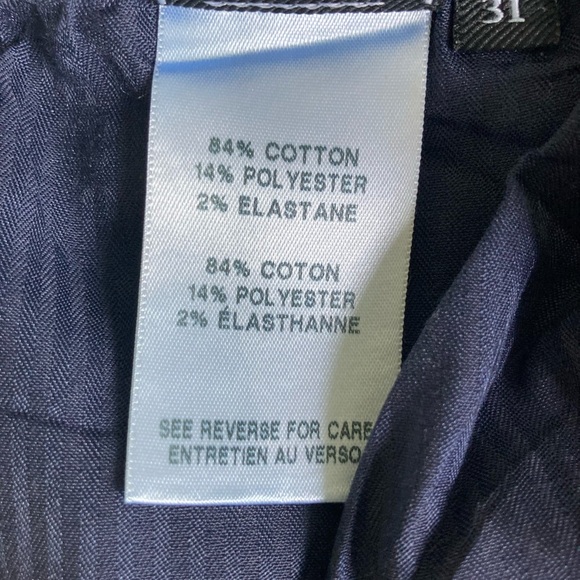 31
84% COTTON
14% POLYESTER
2% ELASTANE
84% COTON
14% POLYESTER
2% ÉLASTHANNE
SEE REVERSE FOR CARE
ENTRETIEN AU VERSO